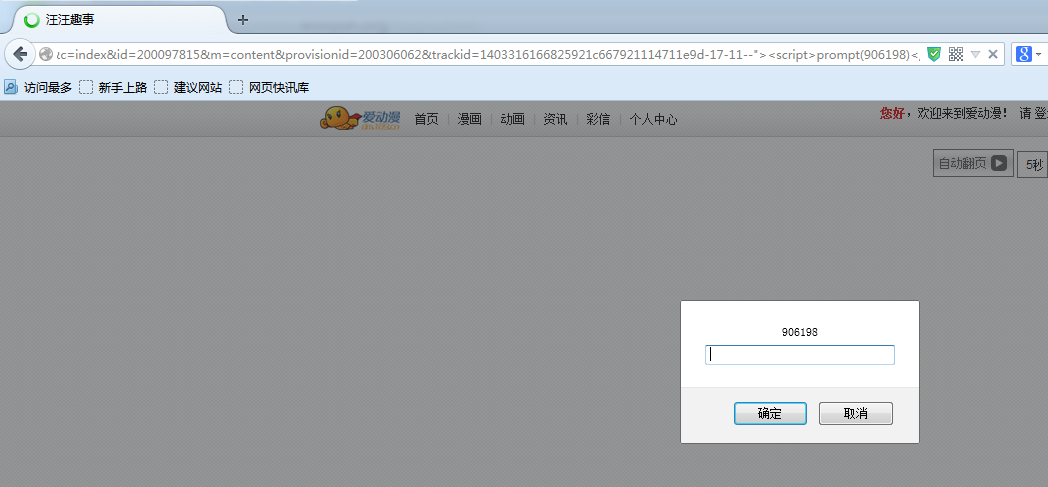 汪汪趣事
:c=index&id=200097815&m=content&provisionid=200306062&trackid=1403316166825921c667921114711e9d-17-11--"><script>prompt(906198)<
访问最多 新手上路 建议网站 网页快讯库
爱动漫 首页 漫画 动画 资讯 彩信 个人中心 您好，欢迎来到爱动漫！ 请 登
自动翻页 5秒
906198
确定 取消